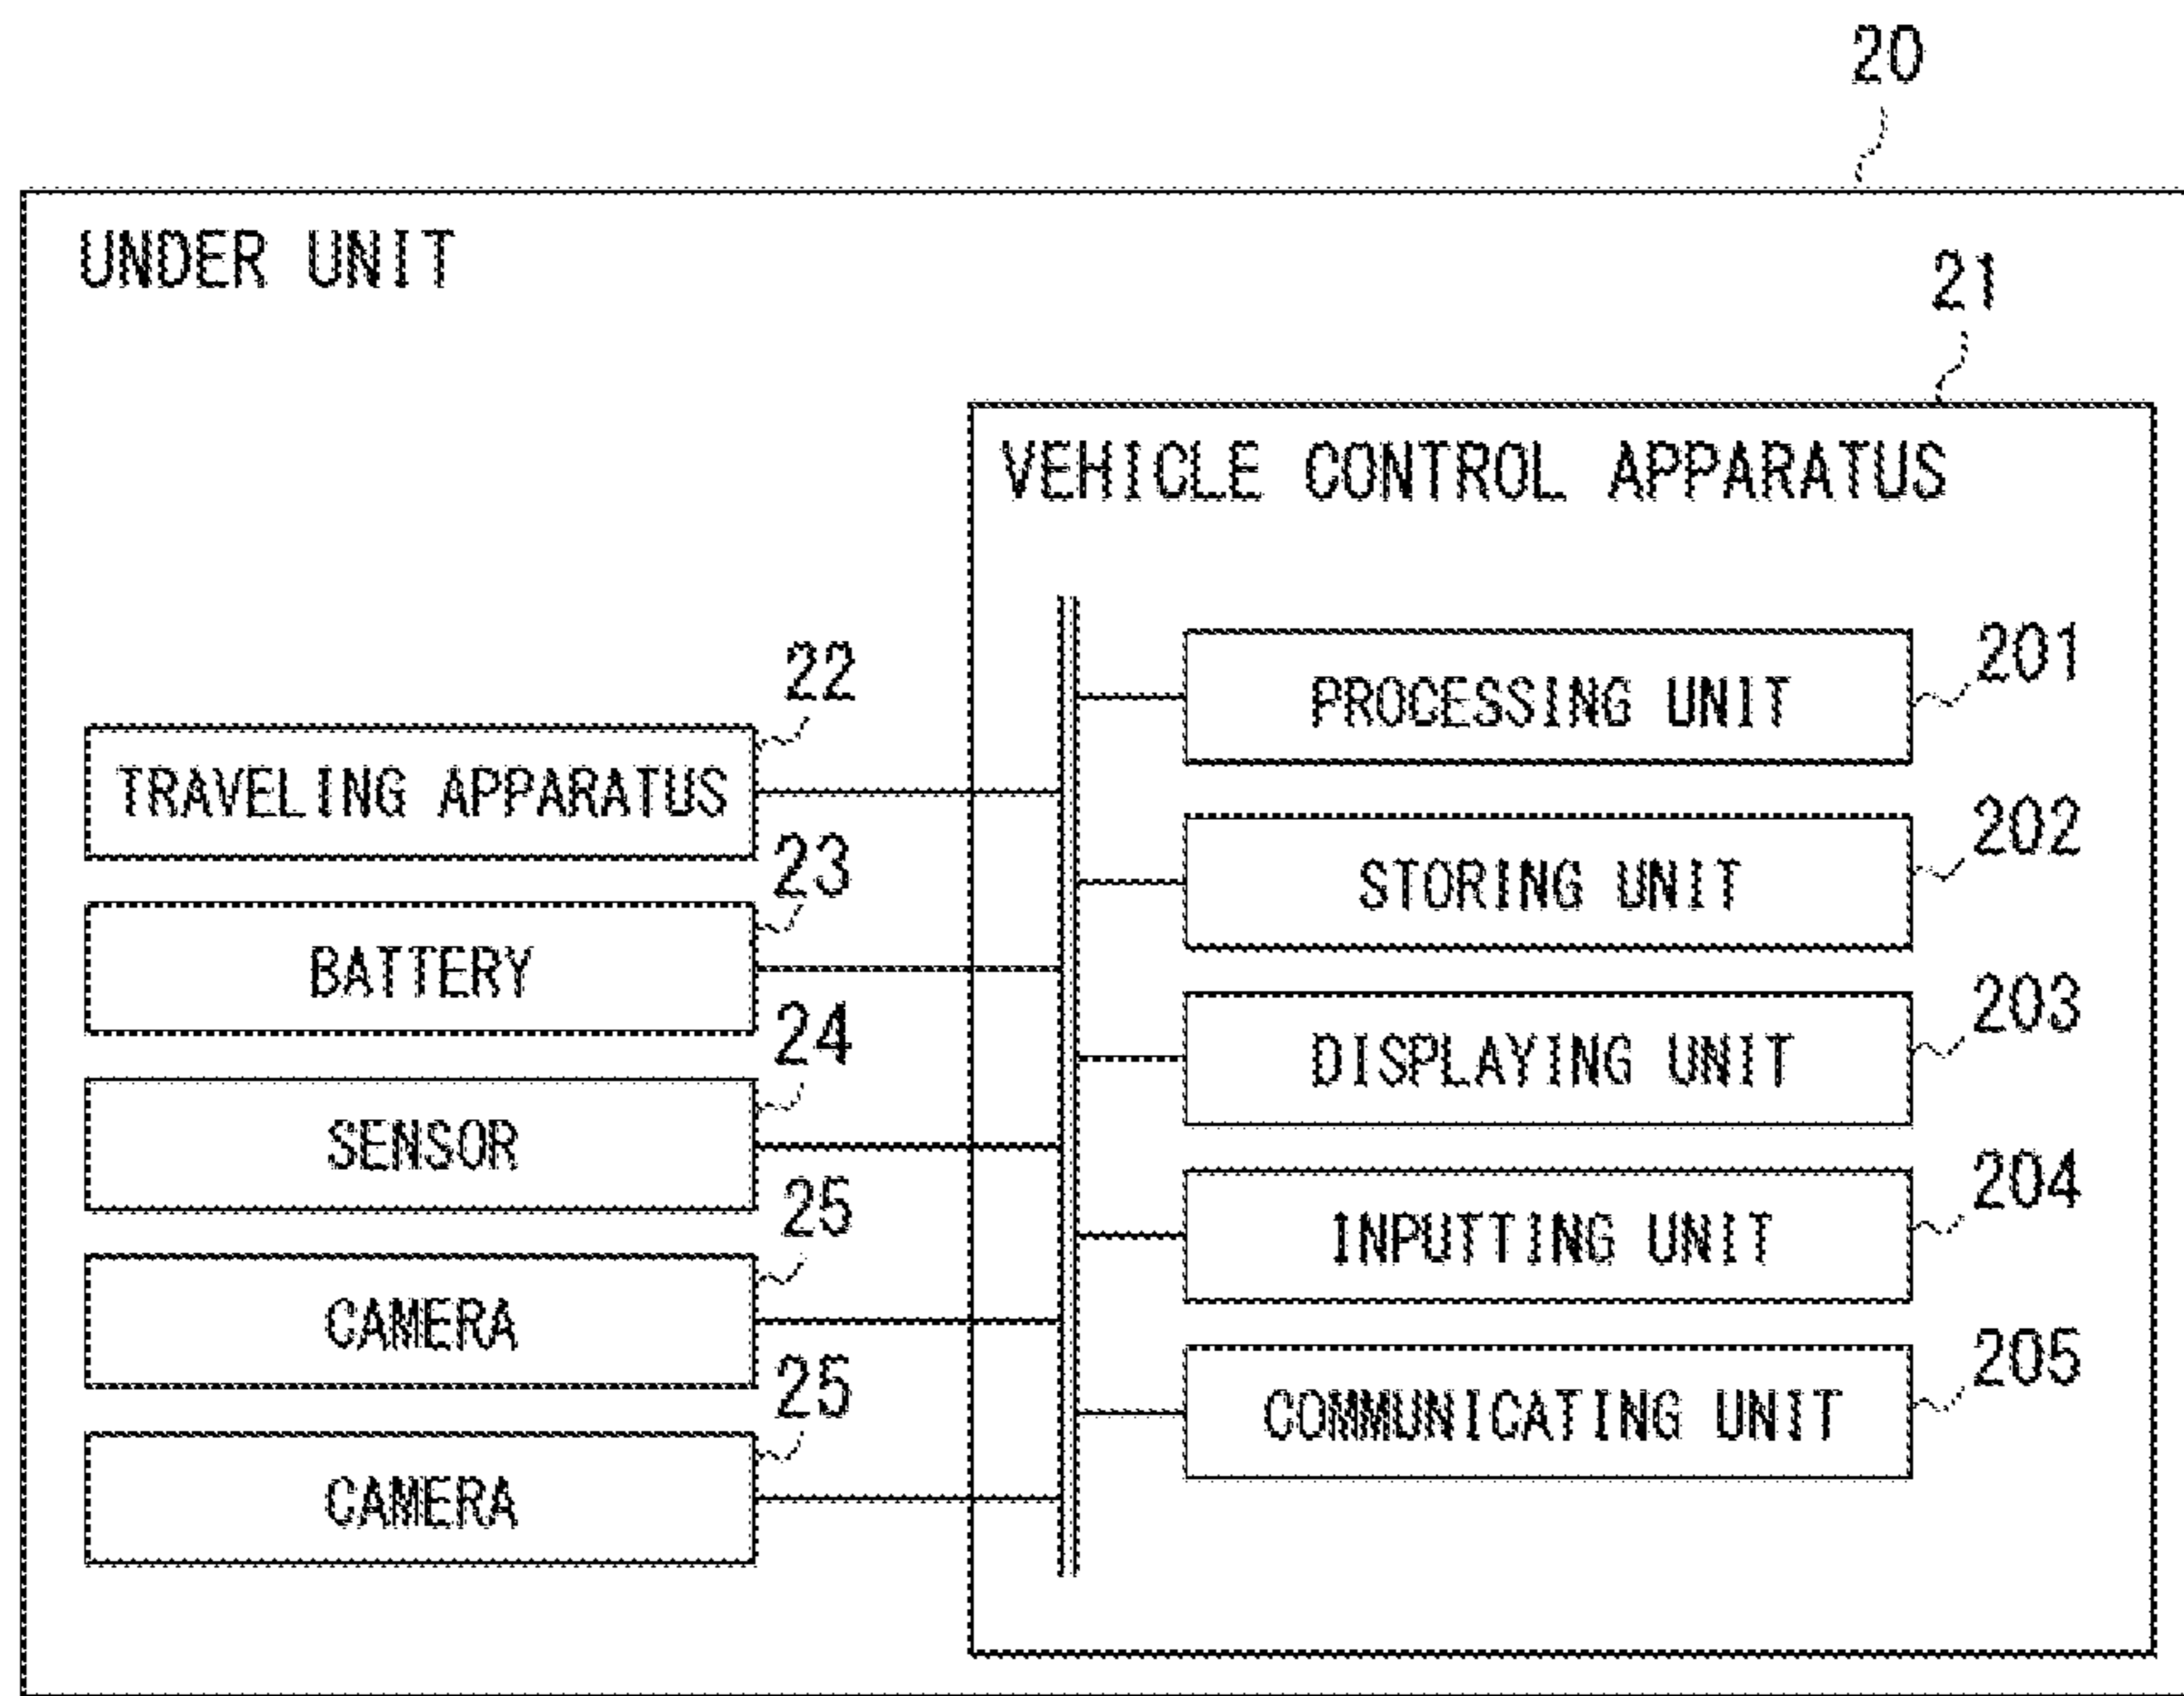 20
UNDER UNIT
21
VEHICLE CONTROL APPARATUS
22
TRAVELING APPARATUS
23
BATTERY
24
SENSOR
25
CAMERA
25
CAMERA
PROCESSING UNIT 201
STORING UNIT 202
DISPLAYING UNIT 203
INPUTTING UNIT 204
COMMUNICATING UNIT 205